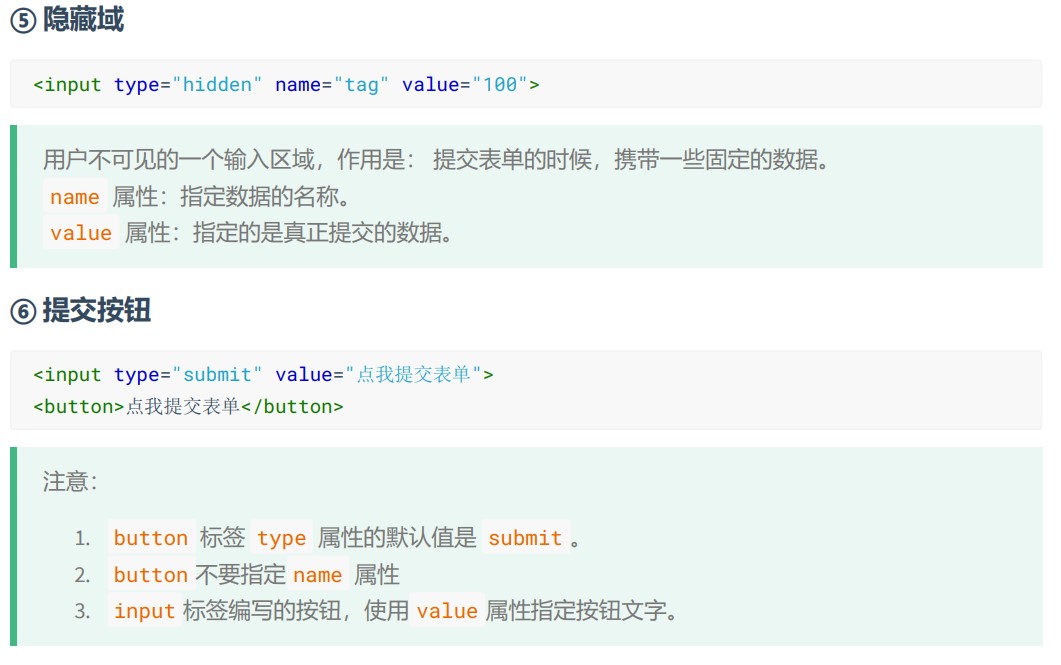 ⑤ 隐藏域
<input type="hidden" name="tag" value="100">
用户不可见的一个输入区域，作用是： 提交表单的时候，携带一些固定的数据。
name 属性：指定数据的名称。
value 属性：指定的是真正提交的数据。
⑥ 提交按钮
<input type="submit" value="点我提交表单">
<button>点我提交表单</button>
注意：
1. button 标签 type 属性的默认值是 submit 。
2. button 不要指定 name 属性
3. input 标签编写的按钮，使用 value 属性指定按钮文字。